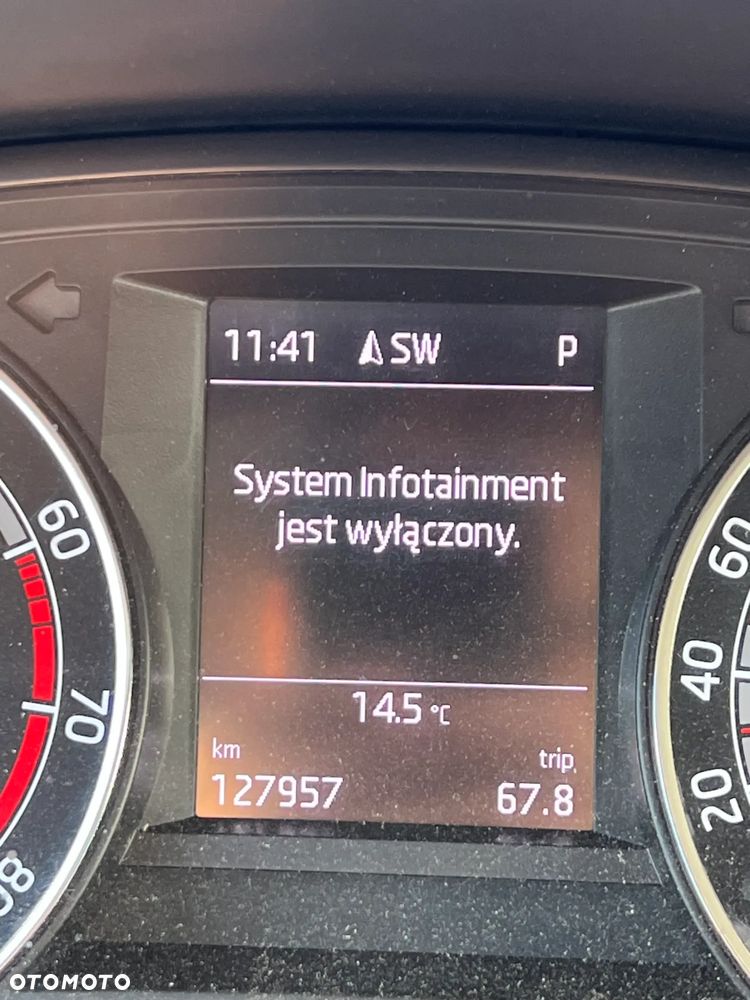 11:41 SW P
System Infotainment
jest wyłączony.
14.5 °C
km trip
127957 67.8
60
70
80
60
40
20
OTOMOTO